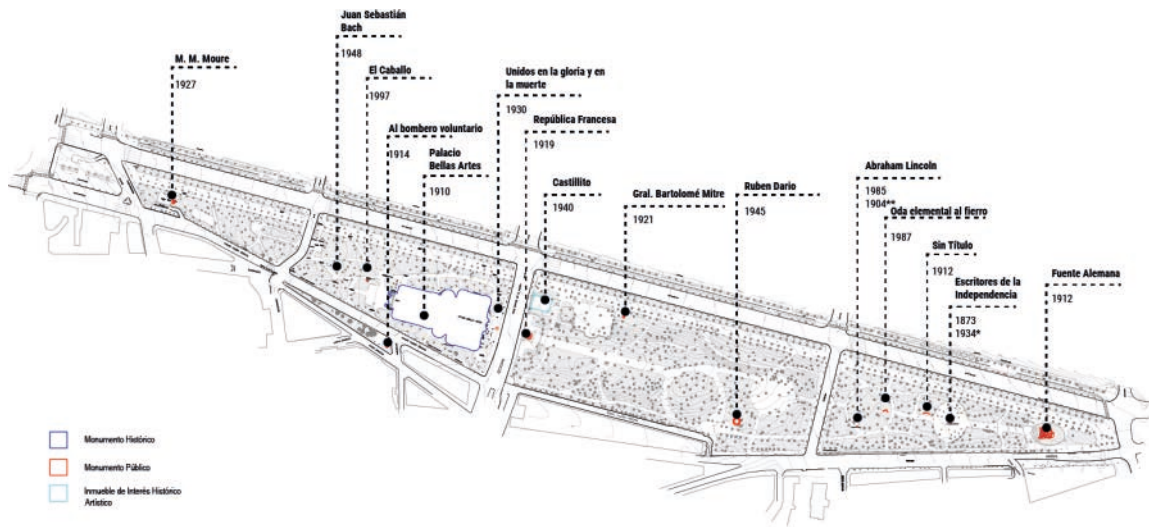 M. M. Moure
1927
Juan Sebastián
Bach
1948
El Caballo
1997
Al bombero voluntario
1914
Palacio
Bellas Artes
1910
Unidos en la gloria y en
la muerte
1930
República Francesa
1919
Castillito
1940
Gral. Bartolomé Mitre
1921
Ruben Dario
1945
Abraham Lincoln
1985
1904**
Oda elemental al fierro
1987
Sin Título
1912
Escritores de la
Independencia
1873
1934*
Fuente Alemana
1912
Monumento Histórico
Monumento Público
Inmueble de Interés Histórico
Artístico